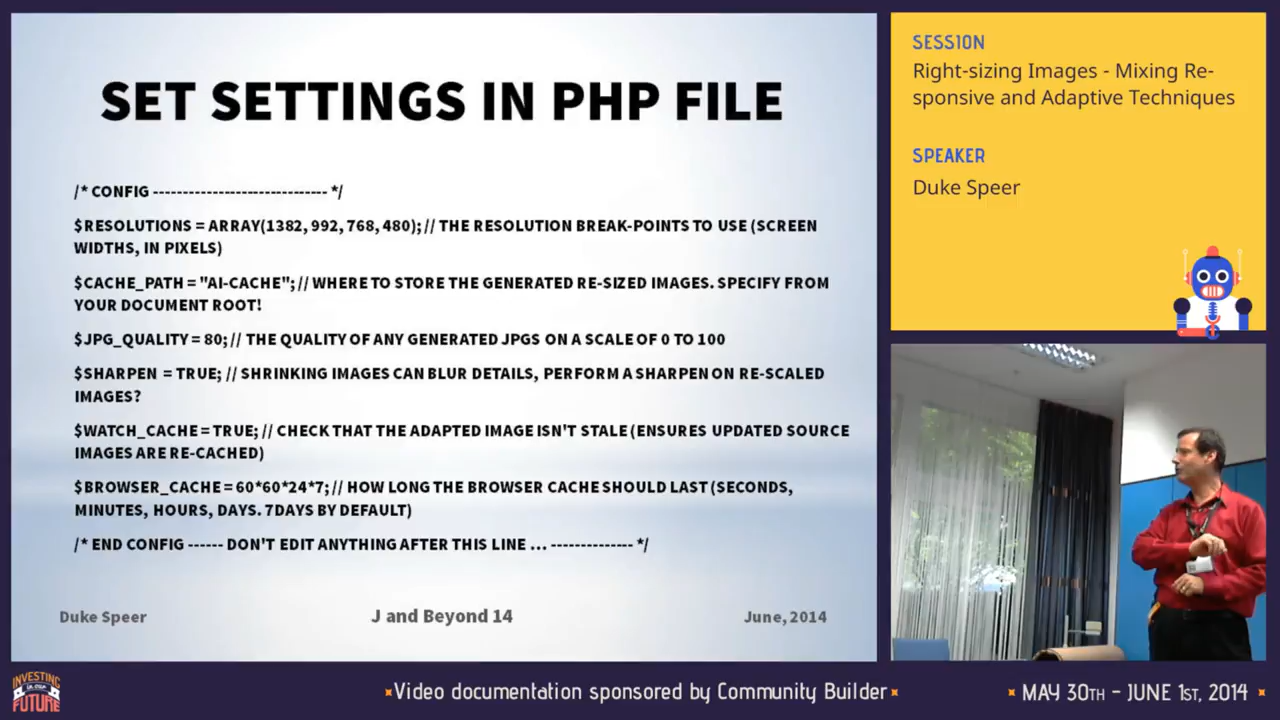 SET SETTINGS IN PHP FILE
/* CONFIG ----------------------------- */
$RESOLUTIONS = ARRAY(1382, 992, 768, 480); // THE RESOLUTION BREAK-POINTS TO USE (SCREEN
WIDTHS, IN PIXELS)
$CACHE_PATH = "AI-CACHE"; // WHERE TO STORE THE GENERATED RE-SIZED IMAGES. SPECIFY FROM
YOUR DOCUMENT ROOT!
$JPG_QUALITY = 80; // THE QUALITY OF ANY GENERATED JPGS ON A SCALE OF 0 TO 100
$SHARPEN = TRUE; // SHRINKING IMAGES CAN BLUR DETAILS, PERFORM A SHARPEN ON RE-SCALED
IMAGES?
$WATCH_CACHE = TRUE; // CHECK THAT THE ADAPTED IMAGE ISN'T STALE (ENSURES UPDATED SOURCE
IMAGES ARE RE-CACHED)
$BROWSER_CACHE = 60*60*24*7; // HOW LONG THE BROWSER CACHE SHOULD LAST (SECONDS,
MINUTES, HOURS, DAYS. 7DAYS BY DEFAULT)
/* END CONFIG ------ DON'T EDIT ANYTHING AFTER THIS LINE ... -------------- */
Duke Speer
J and Beyond 14
June, 2014
SESSION
Right-sizing Images - Mixing Re-
sponsive and Adaptive Techniques
SPEAKER
Duke Speer
INVESTING
IN OUR
FUTURE
Video documentation sponsored by Community Builder
MAY 30TH - JUNE 1ST, 2014